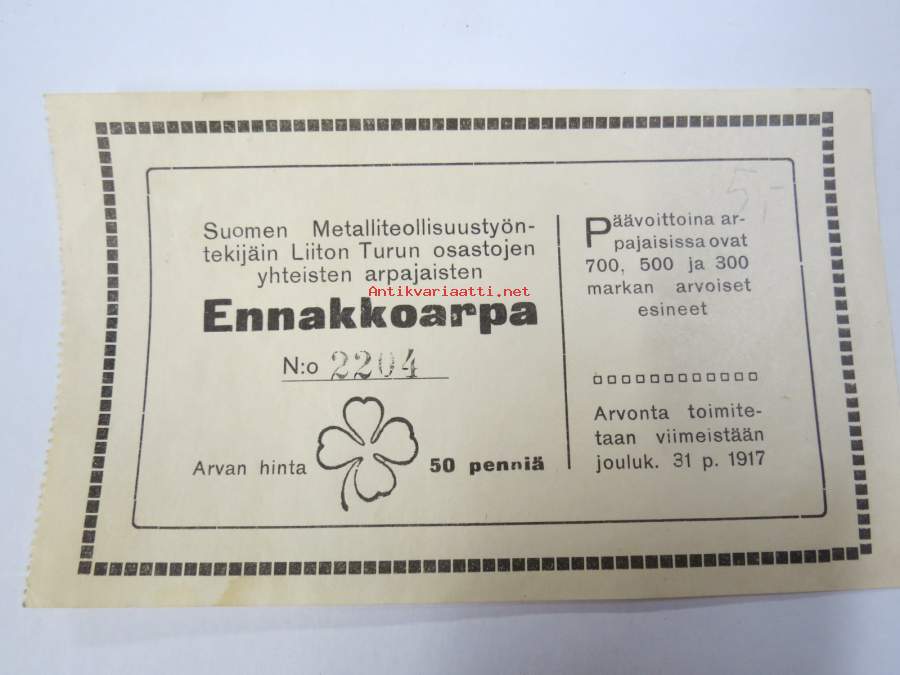 Suomen Metalliteollisuustyön-
tekijäin Liiton Turun osastojen
yhteisten arpajaisten
Antikvariaatti.net
Ennakkoarpa
N:o 2204
Arvan hinta 50 penniä
5,-
Päävoittoina ar-
pajaisissa ovat
700, 500 ja 300
markan arvoiset
esineet
Arvonta toimite-
taan viimeistään
jouluk. 31 p. 1917